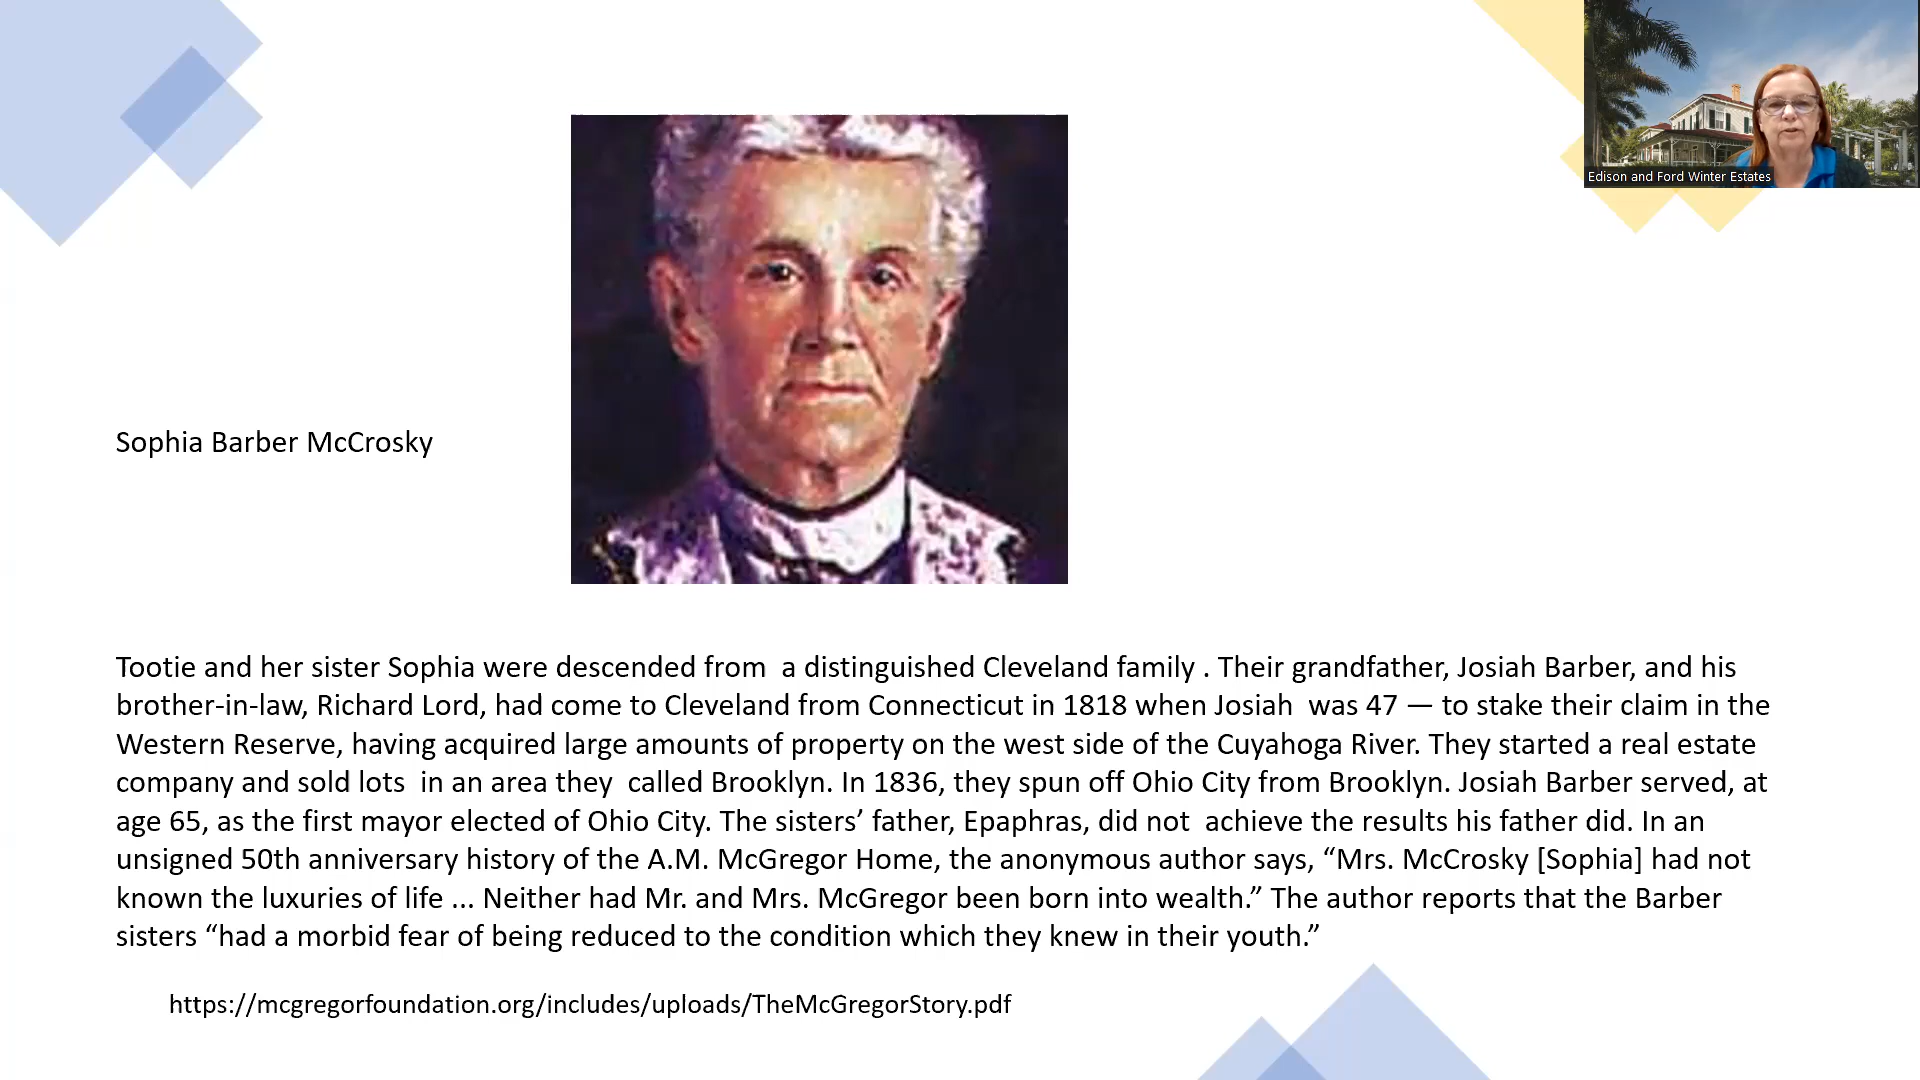 Edison and Ford Winter Estates
Sophia Barber McCrosky
Tootie and her sister Sophia were descended from  a distinguished Cleveland family . Their grandfather, Josiah Barber, and his
brother-in-law, Richard Lord, had come to Cleveland from Connecticut in 1818 when Josiah  was 47 — to stake their claim in the
Western Reserve, having acquired large amounts of property on the west side of the Cuyahoga River. They started a real estate
company and sold lots  in an area they  called Brooklyn. In 1836, they spun off Ohio City from Brooklyn. Josiah Barber served, at
age 65, as the first mayor elected of Ohio City. The sisters’ father, Epaphras, did not  achieve the results his father did. In an
unsigned 50th anniversary history of the A.M. McGregor Home, the anonymous author says, “Mrs. McCrosky [Sophia] had not
known the luxuries of life ... Neither had Mr. and Mrs. McGregor been born into wealth.” The author reports that the Barber
sisters “had a morbid fear of being reduced to the condition which they knew in their youth.”
https://mcgregorfoundation.org/includes/uploads/TheMcGregorStory.pdf